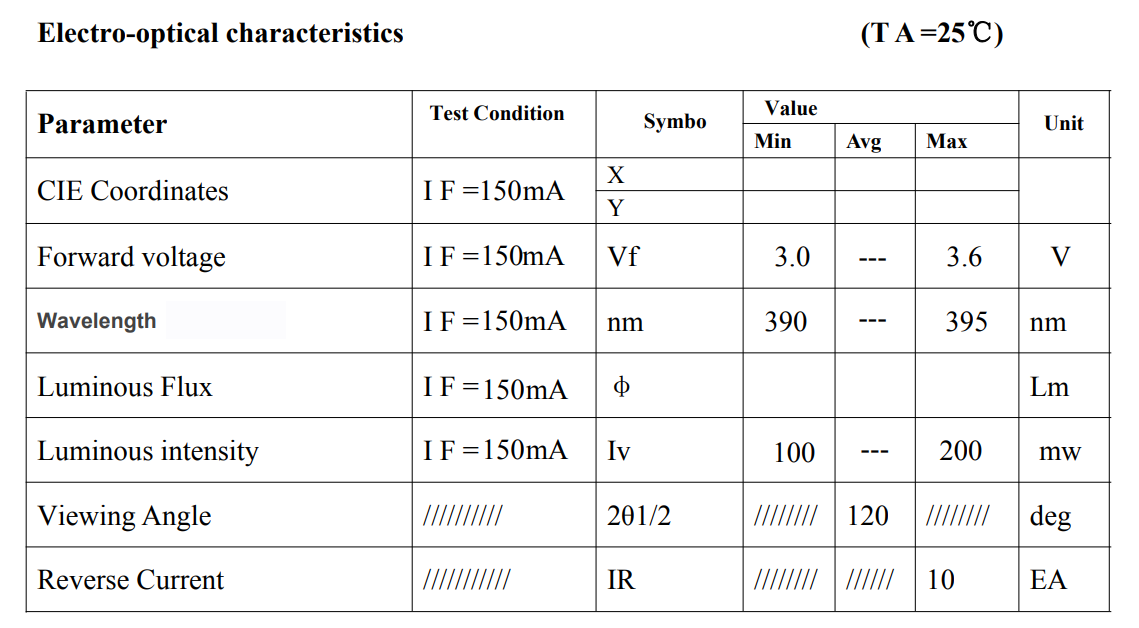 Electro-optical characteristics (T A =25℃)
Parameter Test Condition Symbo Value Unit
Min Avg Max
CIE Coordinates I F =150mA X
Y
Forward voltage I F =150mA Vf 3.0 --- 3.6 V
Wavelength I F =150mA nm 390 --- 395 nm
Luminous Flux I F =150mA ϕ Lm
Luminous intensity I F =150mA Iv 100 --- 200 mw
Viewing Angle ////////// 2θ1/2 //////// 120 //////// deg
Reverse Current /////////// IR //////// ////// 10 EA